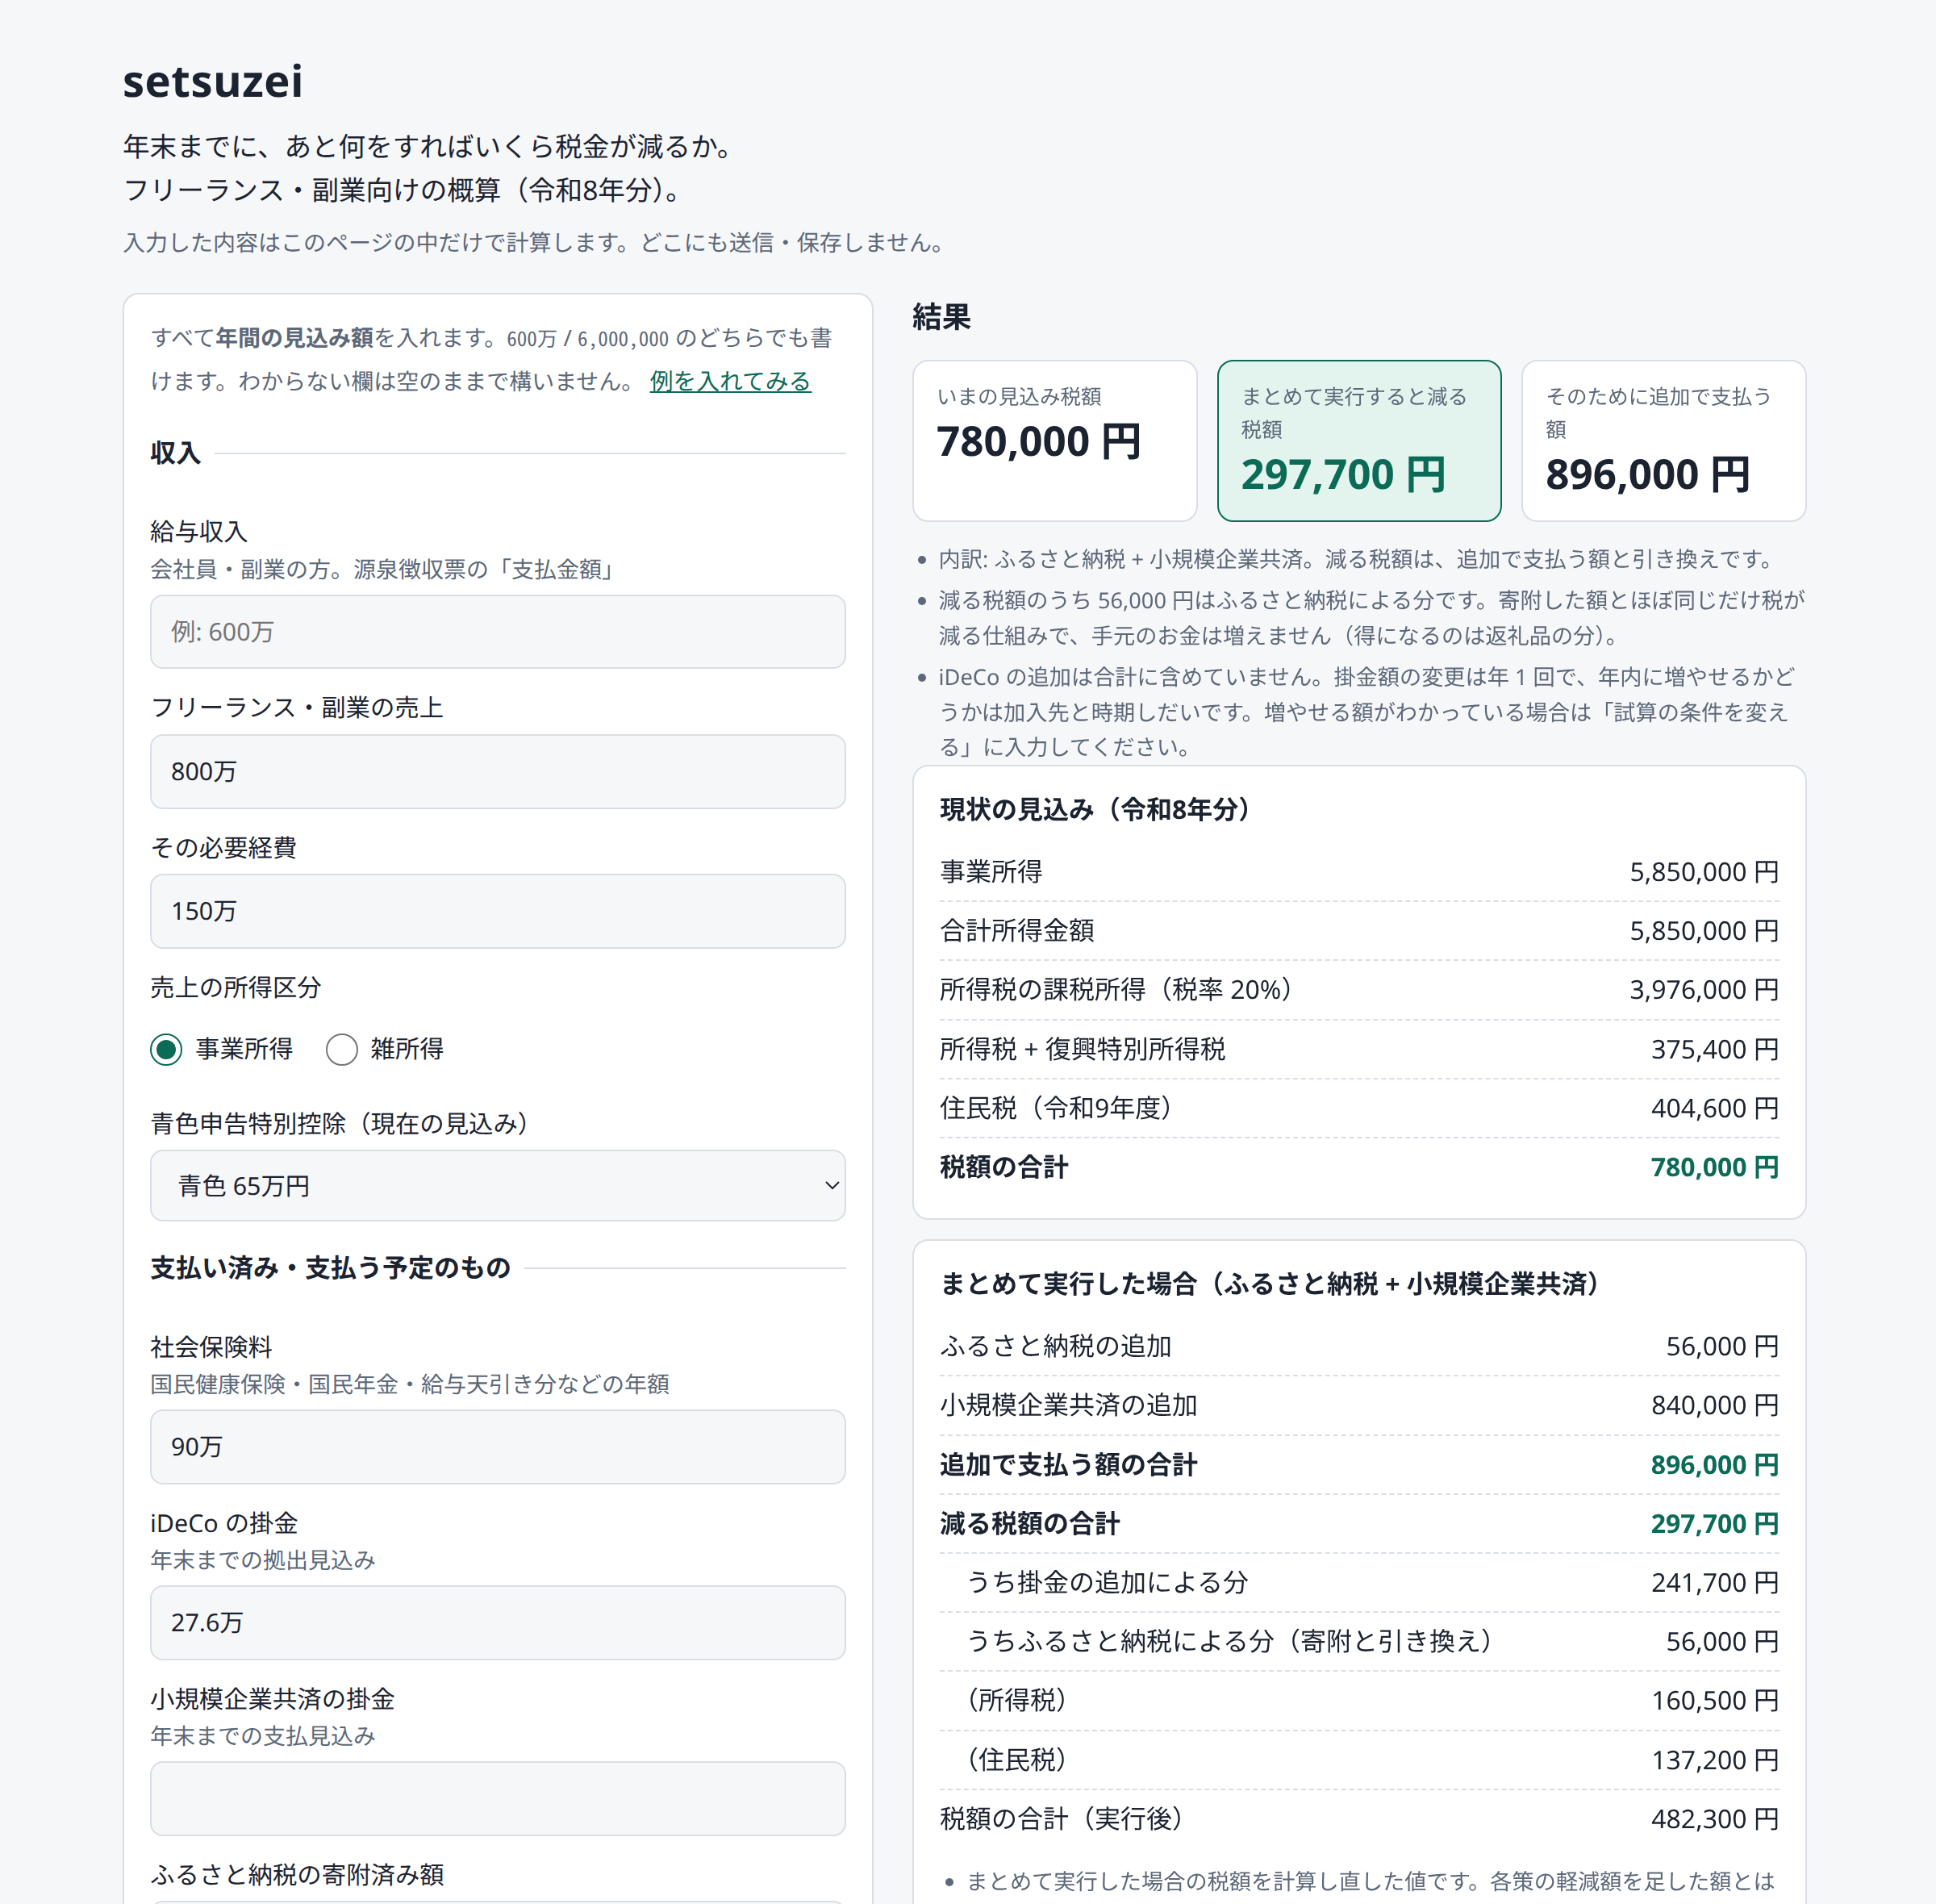 setsuzei
年末までに、あと何をすればいくら税金が減るか。
フリーランス・副業向けの概算（令和8年分）。
入力した内容はこのページの中だけで計算します。どこにも送信・保存しません。
すべて年間の見込み額を入れます。600万 / 6,000,000 のどちらでも書
けます。わからない欄は空のままで構いません。 例を入れてみる
収入
給与収入
会社員・副業の方。源泉徴収票の「支払金額」
例: 600万
フリーランス・副業の売上
800万
その必要経費
150万
売上の所得区分
事業所得 雑所得
青色申告特別控除（現在の見込み）
青色 65万円
支払い済み・支払う予定のもの
社会保険料
国民健康保険・国民年金・給与天引き分などの年額
90万
iDeCo の掛金
年末までの拠出見込み
27.6万
小規模企業共済の掛金
年末までの支払見込み
ふるさと納税の寄附済み額
結果
いまの見込み税額
780,000 円
まとめて実行すると減る
税額
297,700 円
そのために追加で支払う
額
896,000 円
• 内訳: ふるさと納税 + 小規模企業共済。減る税額は、追加で支払う額と引き換えです。
• 減る税額のうち 56,000 円はふるさと納税による分です。寄附した額とほぼ同じだけ税が
減る仕組みで、手元のお金は増えません（得になるのは返礼品の分）。
• iDeCo の追加は合計に含めていません。掛金額の変更は年 1 回で、年内に増やせるかど
うかは加入先と時期しだいです。増やせる額がわかっている場合は「試算の条件を変え
る」に入力してください。
現状の見込み（令和8年分）
事業所得 5,850,000 円
合計所得金額 5,850,000 円
所得税の課税所得（税率 20%） 3,976,000 円
所得税 + 復興特別所得税 375,400 円
住民税（令和9年度） 404,600 円
税額の合計 780,000 円
まとめて実行した場合（ふるさと納税 + 小規模企業共済）
ふるさと納税の追加 56,000 円
小規模企業共済の追加 840,000 円
追加で支払う額の合計 896,000 円
減る税額の合計 297,700 円
うち掛金の追加による分 241,700 円
うちふるさと納税による分（寄附と引き換え） 56,000 円
（所得税） 160,500 円
（住民税） 137,200 円
税額の合計（実行後） 482,300 円
• まとめて実行した場合の税額を計算し直した値です。各策の軽減額を足した額とは